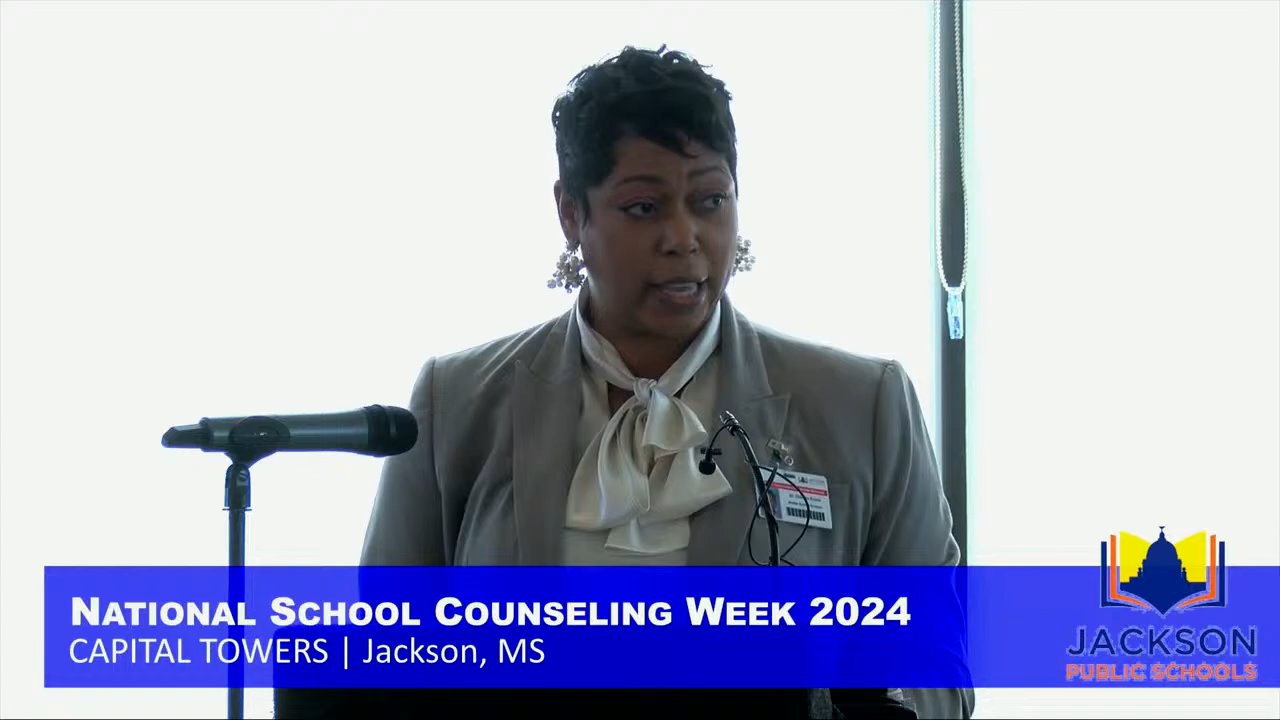 NATIONAL SCHOOL COUNSELING WEEK 2024
CAPITAL TOWERS | Jackson, MS
JACKSON
PUBLIC SCHOOLS